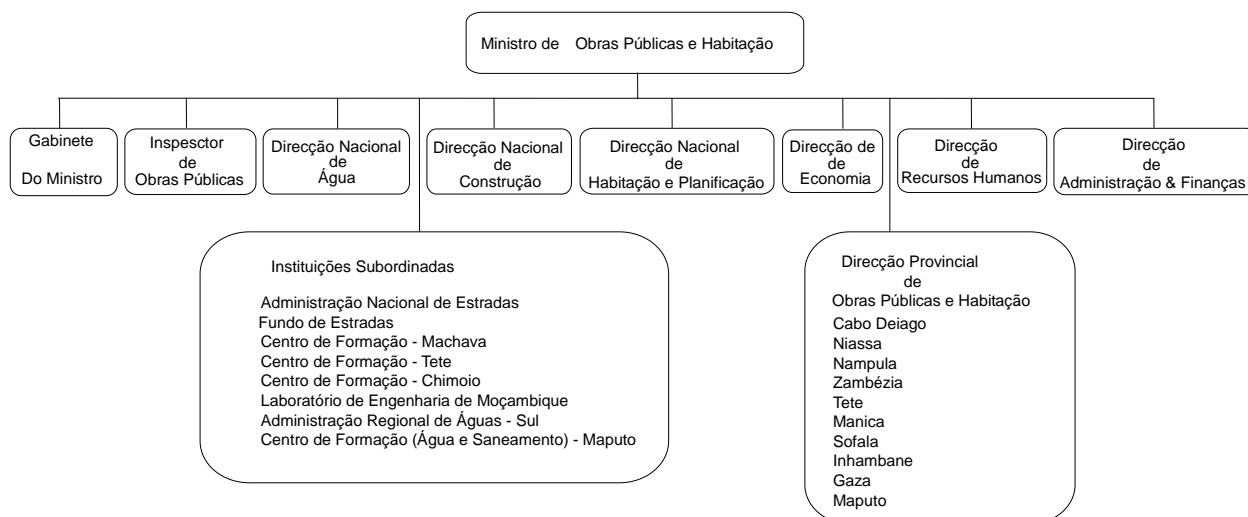 Ministro de Obras Públicas e Habitação
Gabinete
Do Ministro
Inspesctor
de
Obras Públicas
Direcção Nacional
de
Água
Direcção Nacional
de
Construção
Direcção Nacional
de
Habitação e Planificação
Direcção de
de
Economia
Direcção
de
Recursos Humanos
Direcção
de
Administração & Finanças
Instituições Subordinadas
Administração Nacional de Estradas
Fundo de Estradas
Centro de Formação - Machava
Centro de Formação - Tete
Centro de Formação - Chimoio
Laboratório de Engenharia de Moçambique
Administração Regional de Águas - Sul
Centro de Formação (Água e Saneamento) - Maputo
Direcção Provincial
de
Obras Públicas e Habitação
Cabo Deiago
Niassa
Nampula
Zambézia
Tete
Manica
Sofala
Inhambane
Gaza
Maputo